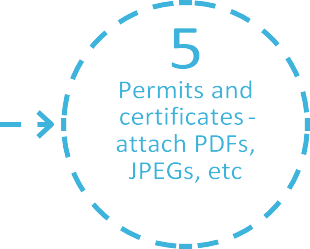 5
Permits and
certificates -
attach PDFs,
JPEGs, etc